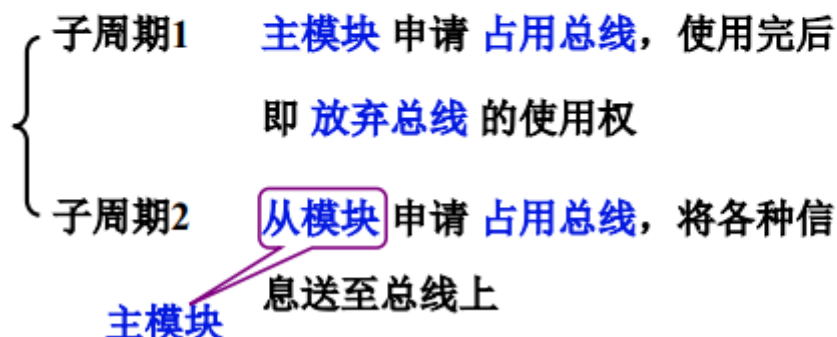 子周期1 主模块 申请 占用总线，使用完后
即 放弃总线 的使用权
子周期2 从模块 申请 占用总线，将各种信
息送至总线上
主模块